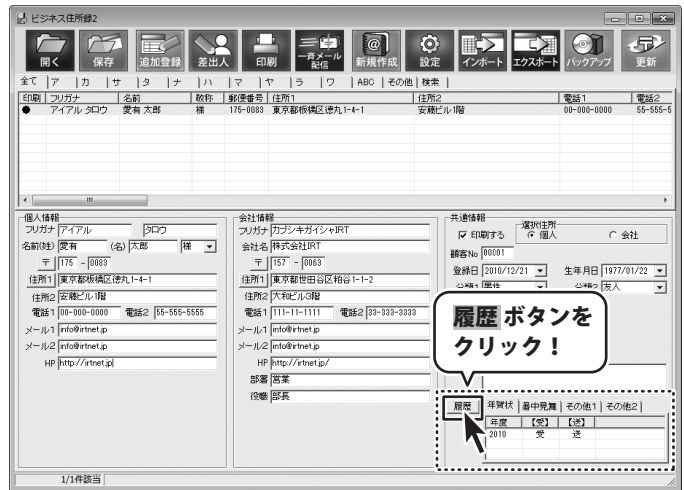 ビジネス住所録2
開く 保存 追加登録 差出人 印刷 一斉メール配信 新規作成 設定 インポート エクスポート バックアップ 更新
全て ア カ サ タ ナ ハ マ ヤ ラ ワ ABC その他 検索
印刷 フリガナ 名前 敬称 郵便番号 住所1 住所2 電話1 電話2
● アイアル タロウ 愛有 太郎 様 175-0083 東京都板橋区徳丸1-4-1 安藤ビル1階 00-000-0000 55-555-5
個人情報 会社情報 共通情報
フリガナ アイアル タロウ フリガナ カブシキガイシャIRT 印刷する 選択住所 個人 会社
名前(姓) 愛有 (名) 太郎 様 会社名 株式会社IRT 顧客No 00001
〒 175 - 0083 〒 157 - 0063 登録日 2010/12/21 生年月日 1977/01/22
住所1 東京都板橋区徳丸1-4-1 住所1 東京都世田谷区粕谷1-1-2 分類1 男性 分類2 友人
住所2 安藤ビル1階 住所2 大和ビル3階
電話1 00-000-0000 電話2 55-555-5555 電話1 111-11-1111 電話2 33-333-3333
メール1 info@irtnet.jp メール1 info@irtnet.jp
メール2 info@irtnet.jp メール2 info@irtnet.jp
HP http://irtnet.jp HP http://irtnet.jp/
部署 営業
役職 部長
履歴 ボタンを
クリック!
履歴 年賀状 暑中見舞 その他1 その他2
年度 【受】 【送】
2010 受 送
1/1件該当